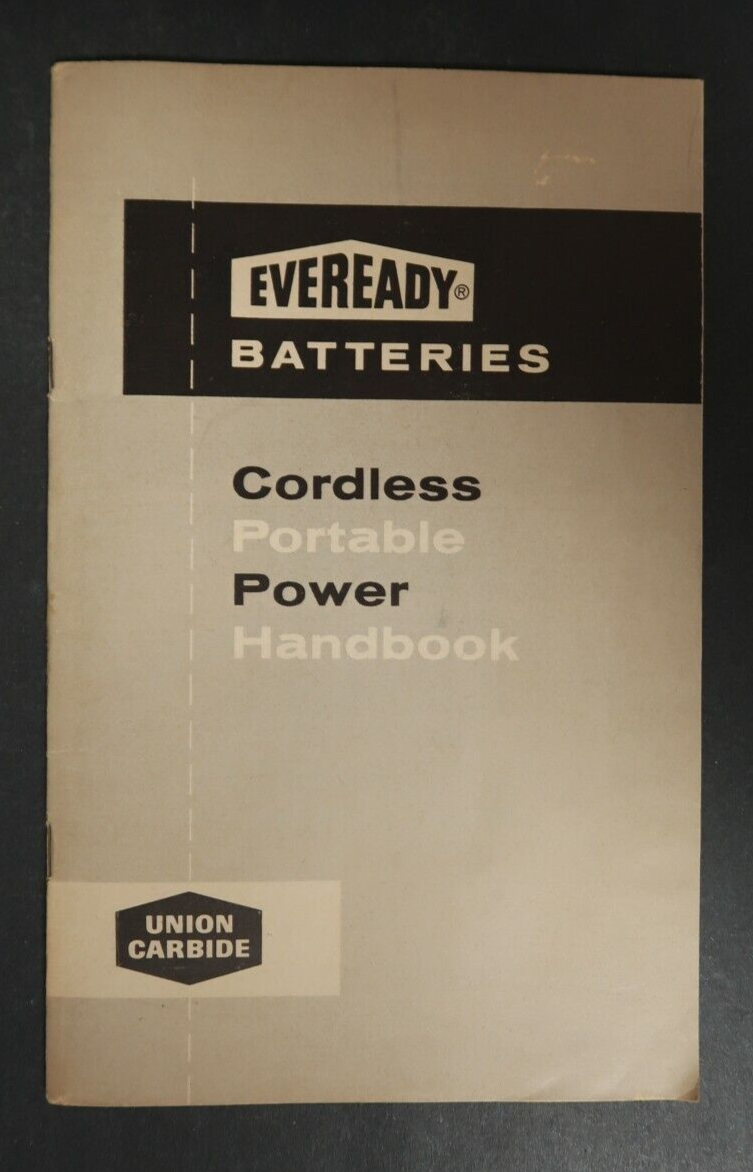 EVEREADY®
BATTERIES
Cordless
Portable
Power
Handbook
UNION
CARBIDE